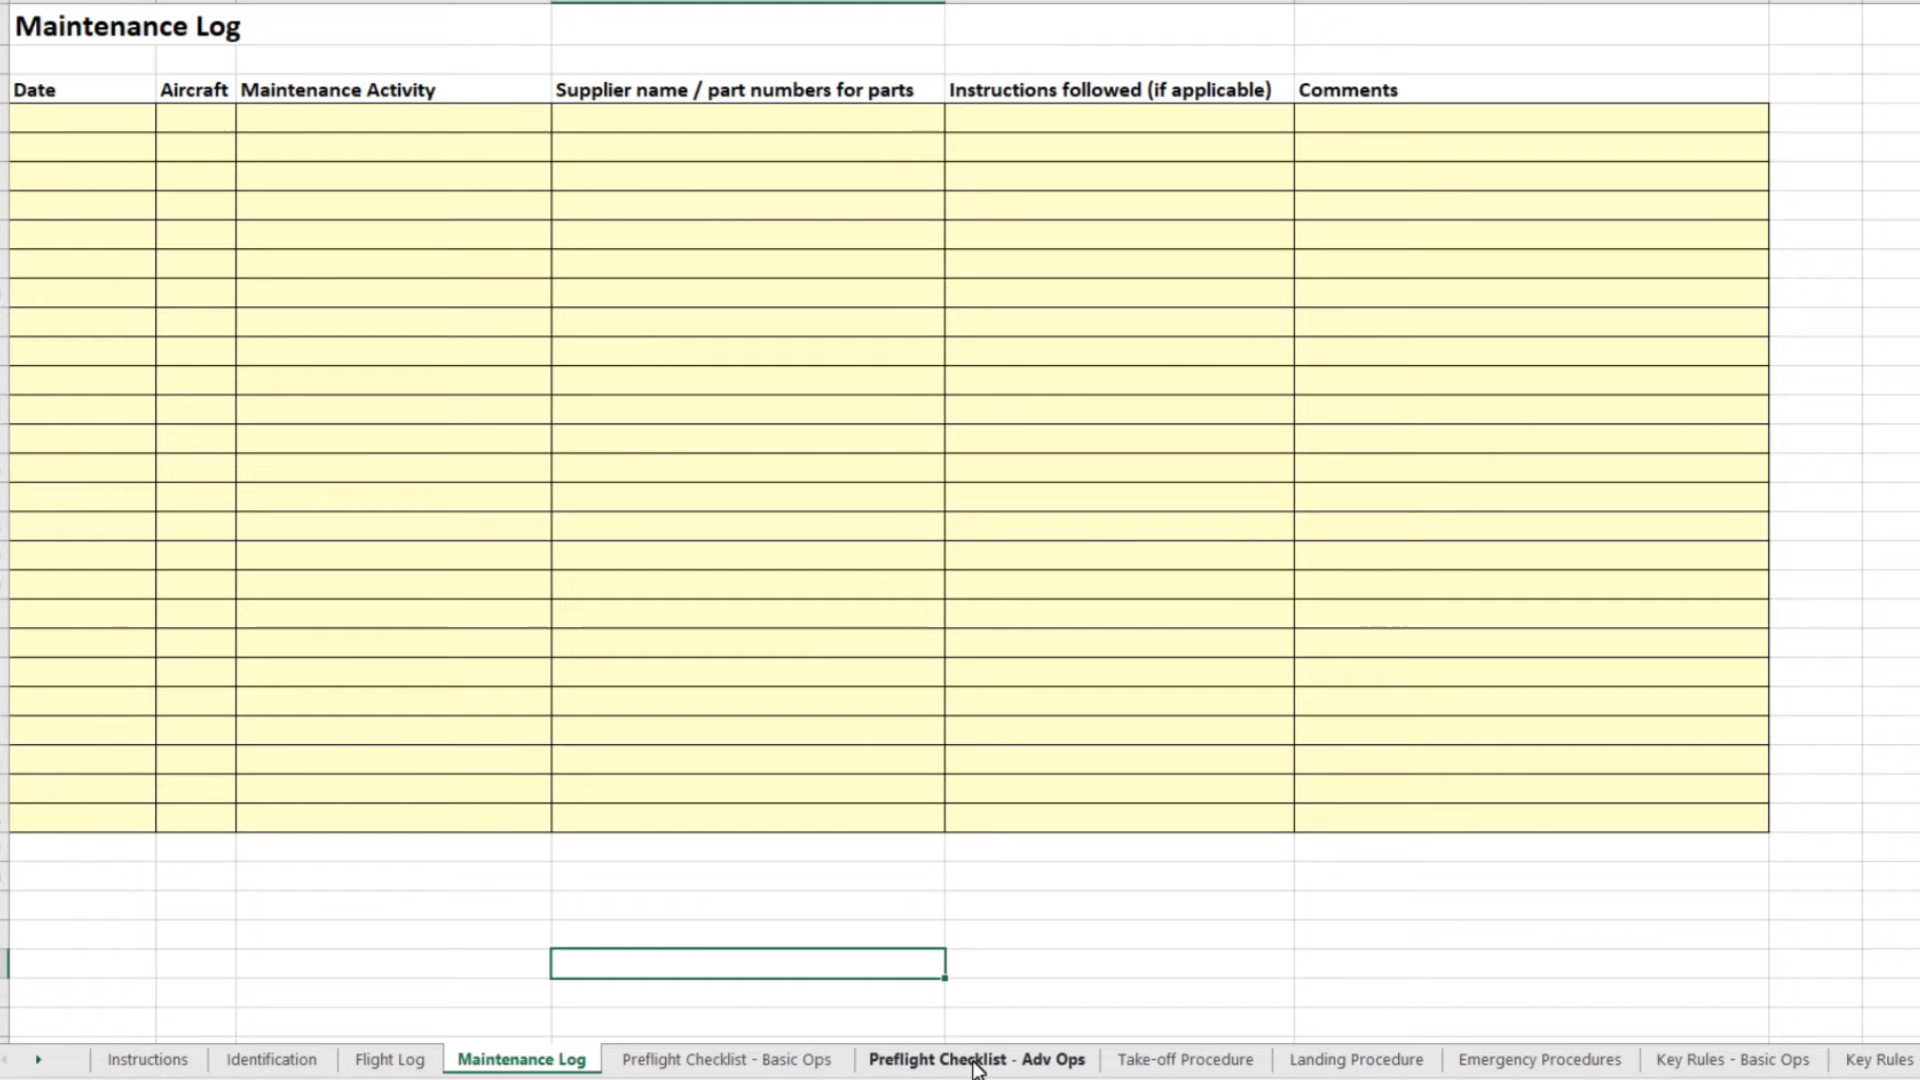 Maintenance Log
Date Aircraft Maintenance Activity Supplier name / part numbers for parts Instructions followed (if applicable) Comments
Instructions Identification Flight Log Maintenance Log Preflight Checklist - Basic Ops Preflight Checklist - Adv Ops Take-off Procedure Landing Procedure Emergency Procedures Key Rules - Basic Ops Key Rules